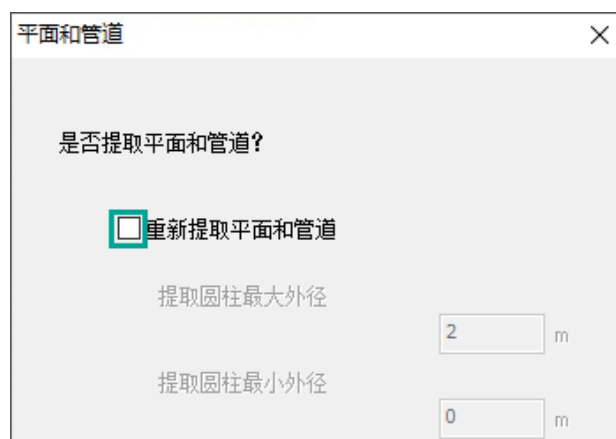 平面和管道
是否提取平面和管道?
重新提取平面和管道
提取圆柱最大外径
2 m
提取圆柱最小外径
0 m